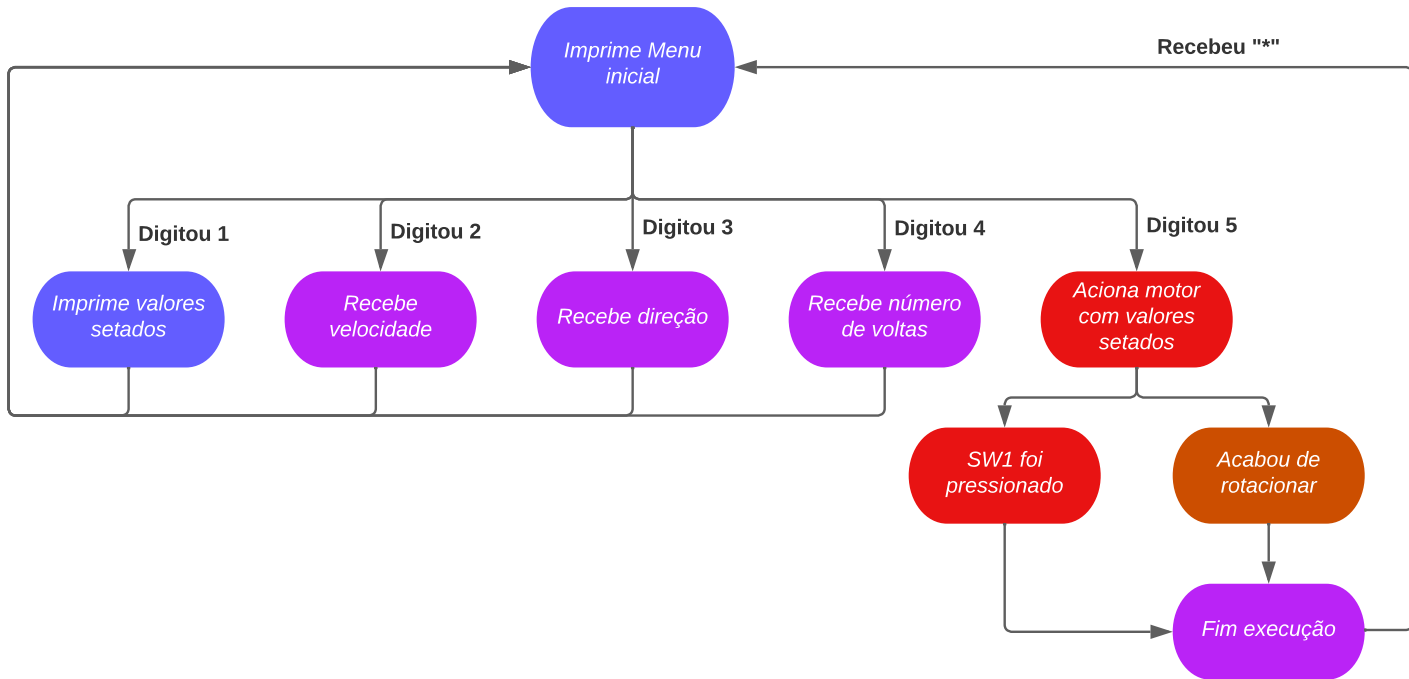 Imprime Menu
inicial
Recebeu "*"
Digitou 1
Digitou 2
Digitou 3
Digitou 4
Digitou 5
Imprime valores
setados
Recebe
velocidade
Recebe direção
Recebe número
de voltas
Aciona motor
com valores
setados
SW1 foi
pressionado
Acabou de
rotacionar
Fim execução